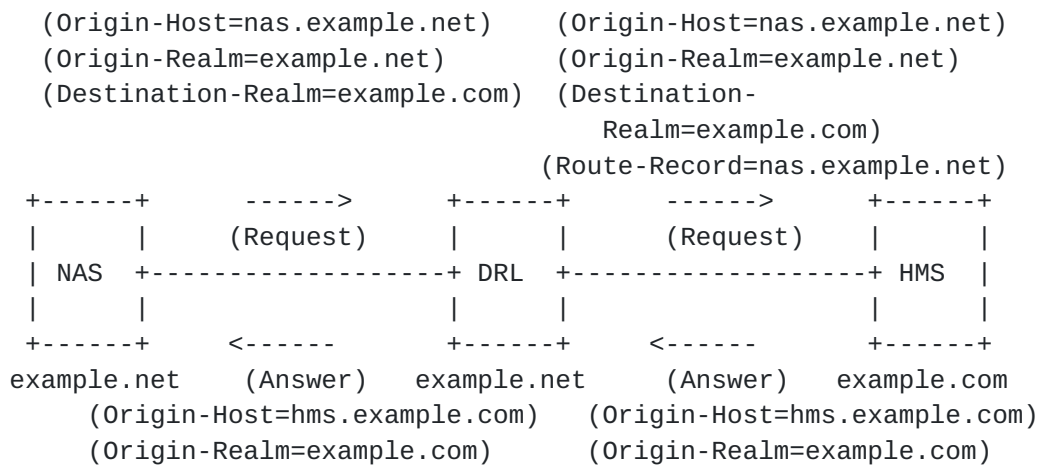 (Origin-Host=nas.example.net)    (Origin-Host=nas.example.net)
(Origin-Realm=example.net)       (Origin-Realm=example.net)
(Destination-Realm=example.com)  (Destination-
Realm=example.com)
(Route-Record=nas.example.net)
+------+      ------>      +------+      ------>      +------+
|      |     (Request)     |      |      (Request)    |      |
| NAS  +-------------------+ DRL  +-------------------+ HMS  |
|      |                   |      |                   |      |
+------+     <------       +------+     <------       +------+
example.net    (Answer)   example.net     (Answer)   example.com
(Origin-Host=hms.example.com)   (Origin-Host=hms.example.com)
(Origin-Realm=example.com)      (Origin-Realm=example.com)